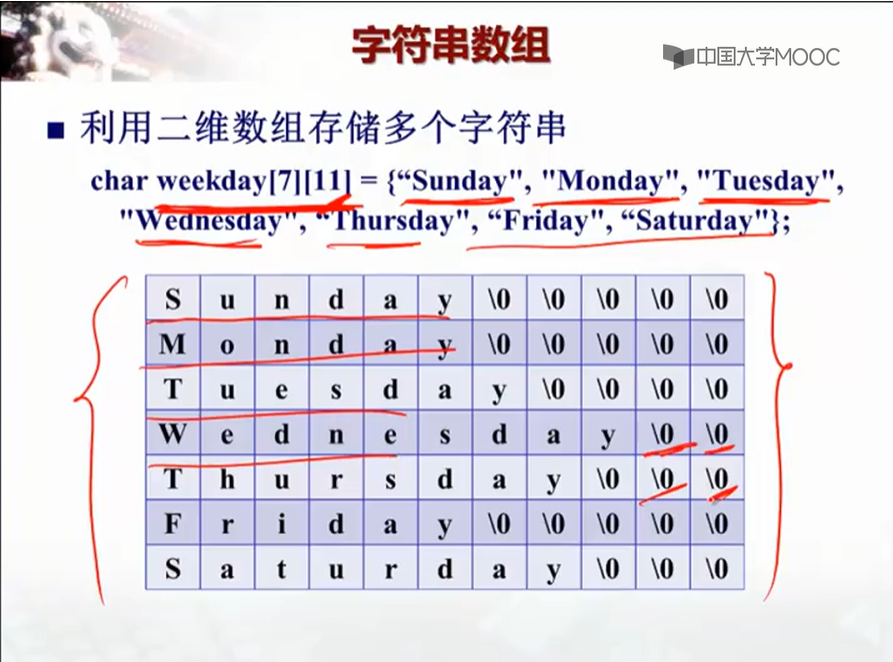 字符串数组
中国大学MOOC
■ 利用二维数组存储多个字符串
char weekday[7][11] = {“Sunday", "Monday", "Tuesday",
"Wednesday", “Thursday", “Friday", “Saturday"};
S u n d a y \0 \0 \0 \0 \0
M o n d a y \0 \0 \0 \0 \0
T u e s d a y \0 \0 \0 \0
W e d n e s d a y \0 \0
T h u r s d a y \0 \0 \0
F r i d a y \0 \0 \0 \0 \0
S a t u r d a y \0 \0 \0